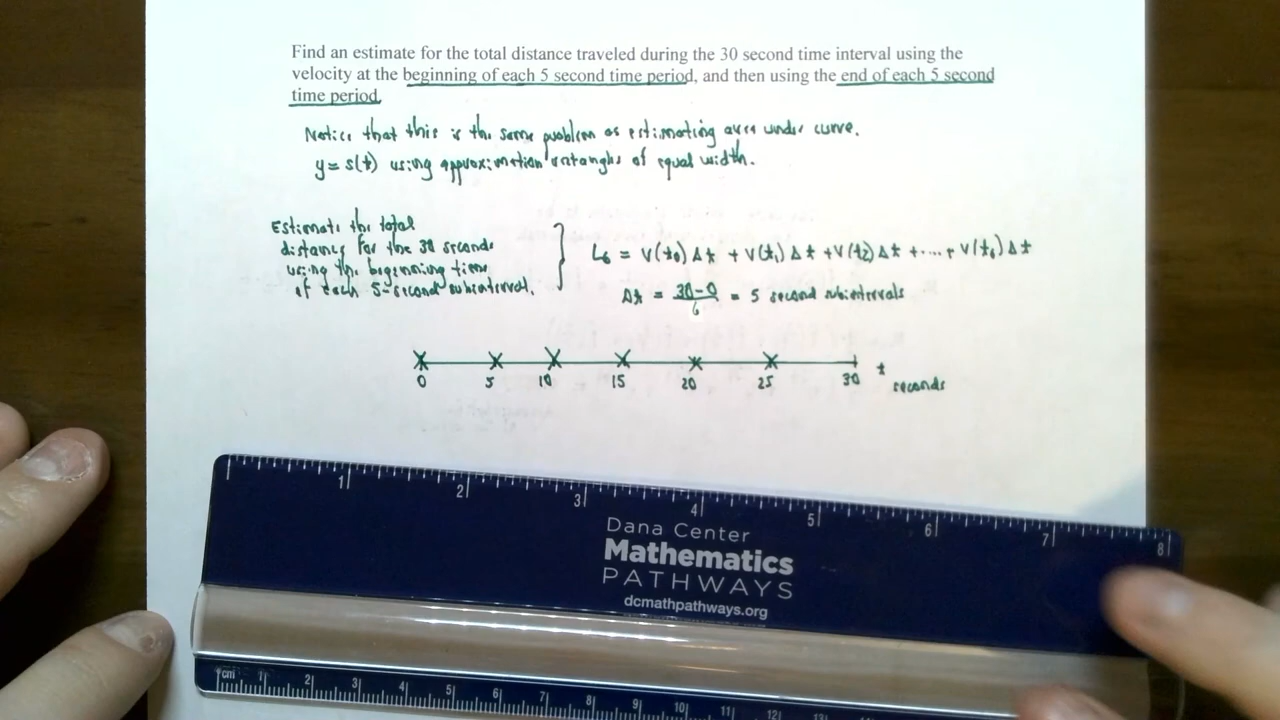 Find an estimate for the total distance traveled during the 30 second time interval using the
velocity at the beginning of each 5 second time period, and then using the end of each 5 second
time period.
Notice that this is the same problem as estimating area under curve.
y = s(t) using approximation rectangles of equal width.
Estimate the total
distance for the 30 seconds
using the beginning time
of each 5-second subinterval.
L₆ = V(t₀) Δt + V(t₁) Δt + V(t₂) Δt + .... + V(t₆) Δt
Δt = 30-0/6 = 5 second subintervals
0 5 10 15 20 25 30 t
seconds
1 2 3 4 5 6 7 8
Dana Center
Mathematics
PATHWAYS
dcmathpathways.org
cm 1 2 3 4 5 6 7 8 9 10 11 12 13